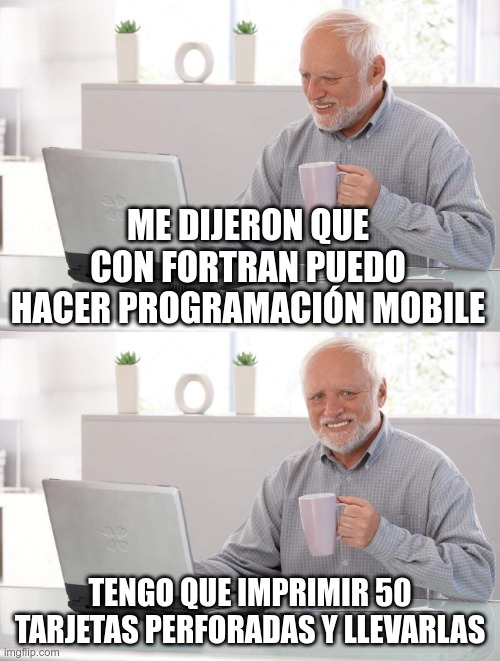 ME DIJERON QUE
CON FORTRAN PUEDO
HACER PROGRAMACIÓN MOBILE
TENGO QUE IMPRIMIR 50
TARJETAS PERFORADAS Y LLEVARLAS
imgflip.com